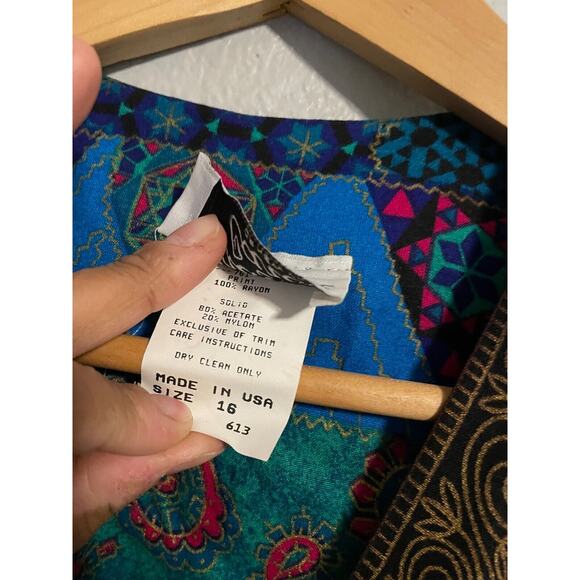 PRINT
100% RAYON
SOLID
80% ACETATE
20% NYLON
EXCLUSIVE OF TRIM
CARE INSTRUCTIONS
DRY CLEAN ONLY
MADE IN USA
SIZE 16
613